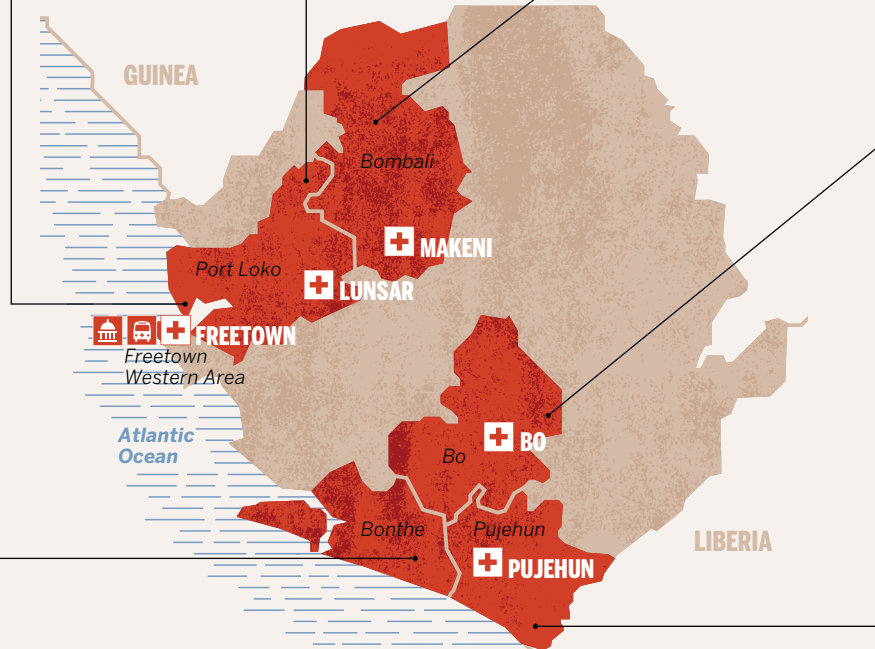 GUINEA
Bombali
MAKENI
Port Loko
LUNSAR
FREETOWN
Freetown
Western Area
Atlantic
Ocean
BO
Bo
Bonthe
Pujehun
LIBERIA
PUJEHUN